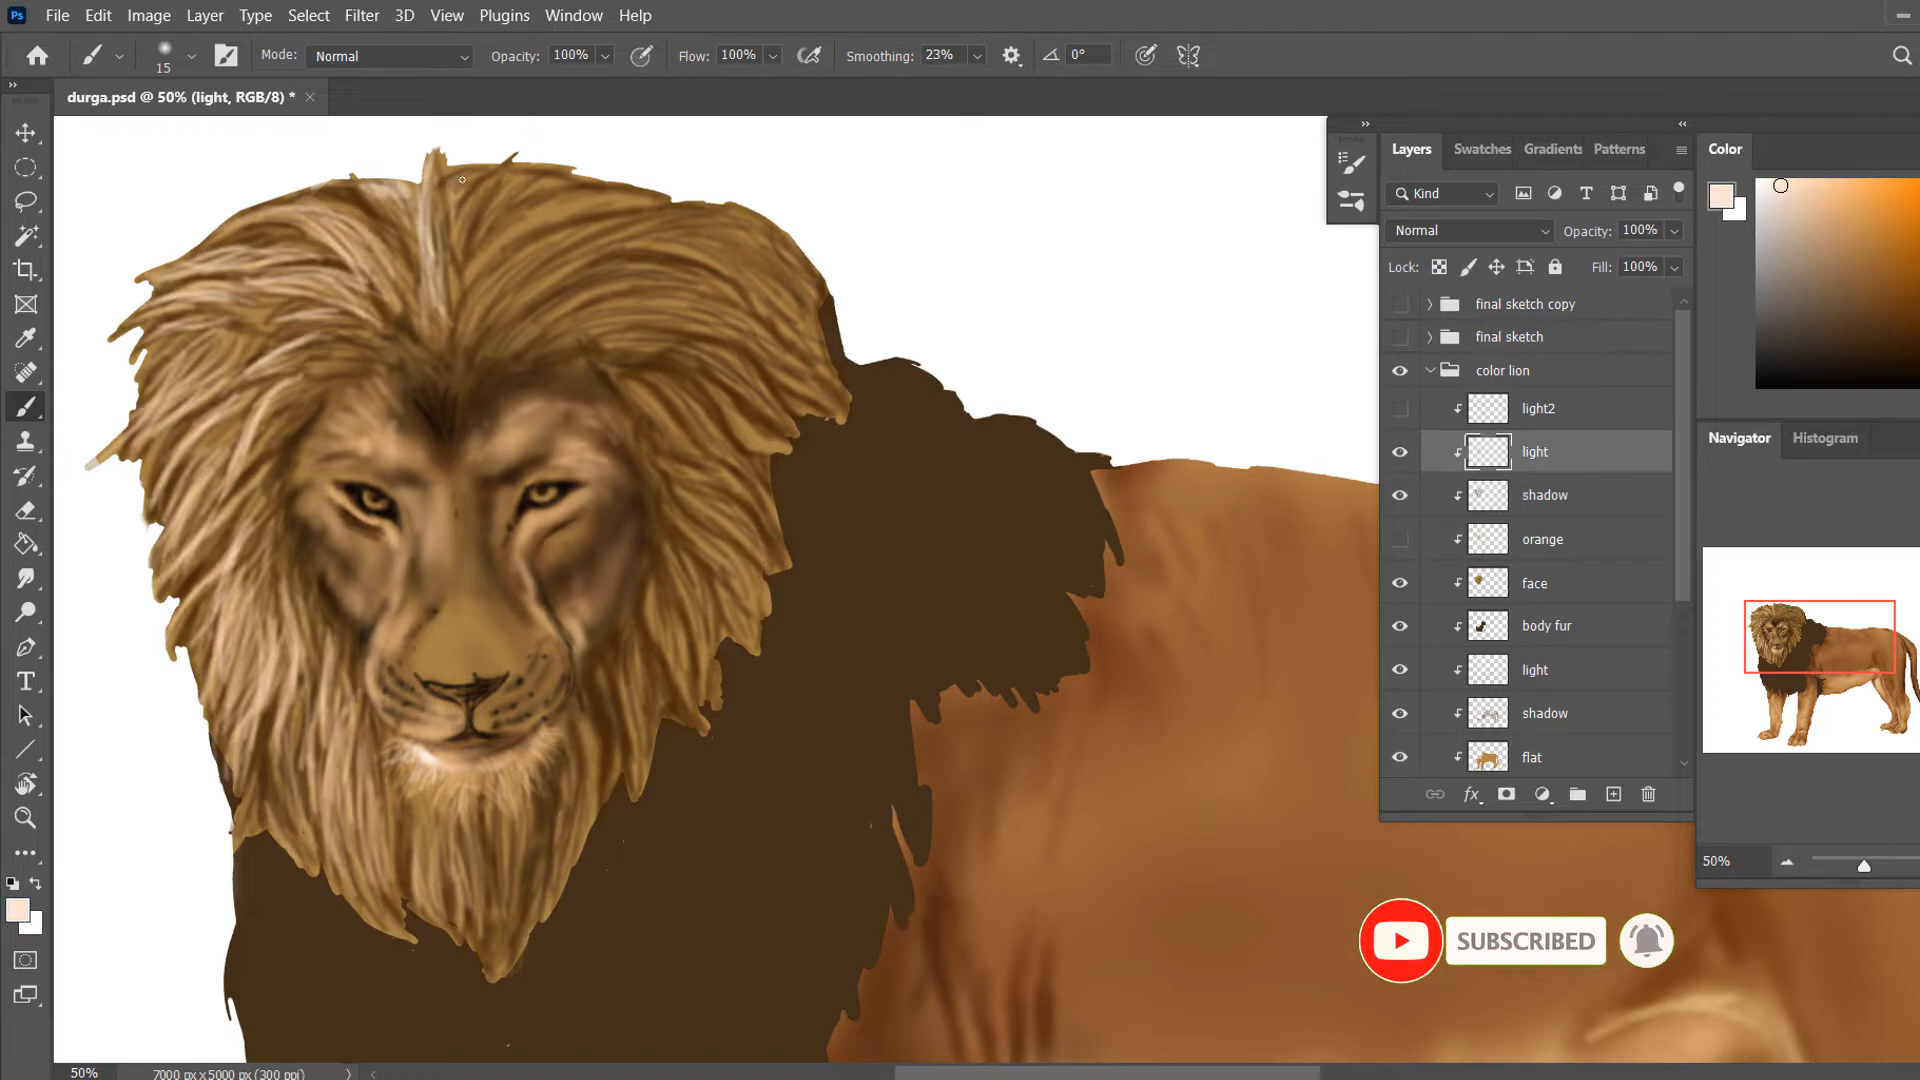 Ps File Edit Image Layer Type Select Filter 3D View Plugins Window Help
15 Mode: Normal Opacity: 100% Flow: 100% Smoothing: 23% 0°
durga.psd @ 50% (light, RGB/8) * ×
Layers Swatches Gradients Patterns
Color
Kind
Normal Opacity: 100%
Lock: Fill: 100%
final sketch copy
final sketch
color lion
light2
light
shadow
orange
face
body fur
light
shadow
flat
Navigator Histogram
50%
SUBSCRIBED
50% 7000 px x 5000 px (300 ppi)